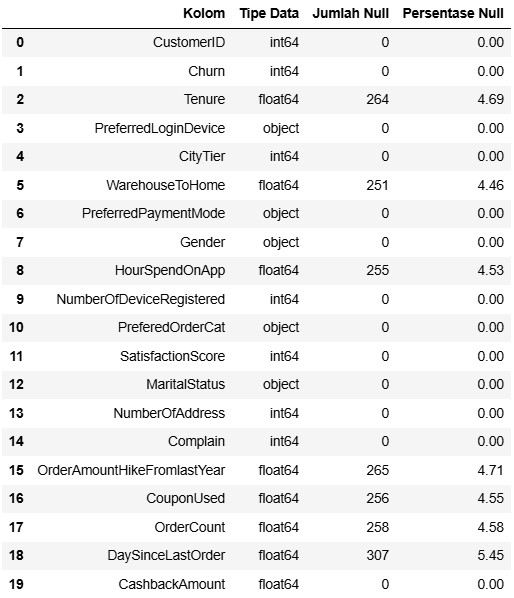 Kolom Tipe Data Jumlah Null Persentase Null
0 CustomerID int64 0 0.00
1 Churn int64 0 0.00
2 Tenure float64 264 4.69
3 PreferredLoginDevice object 0 0.00
4 CityTier int64 0 0.00
5 WarehouseToHome float64 251 4.46
6 PreferredPaymentMode object 0 0.00
7 Gender object 0 0.00
8 HourSpendOnApp float64 255 4.53
9 NumberOfDeviceRegistered int64 0 0.00
10 PreferedOrderCat object 0 0.00
11 SatisfactionScore int64 0 0.00
12 MaritalStatus object 0 0.00
13 NumberOfAddress int64 0 0.00
14 Complain int64 0 0.00
15 OrderAmountHikeFromlastYear float64 265 4.71
16 CouponUsed float64 256 4.55
17 OrderCount float64 258 4.58
18 DaySinceLastOrder float64 307 5.45
19 CashbackAmount float64 0 0.00